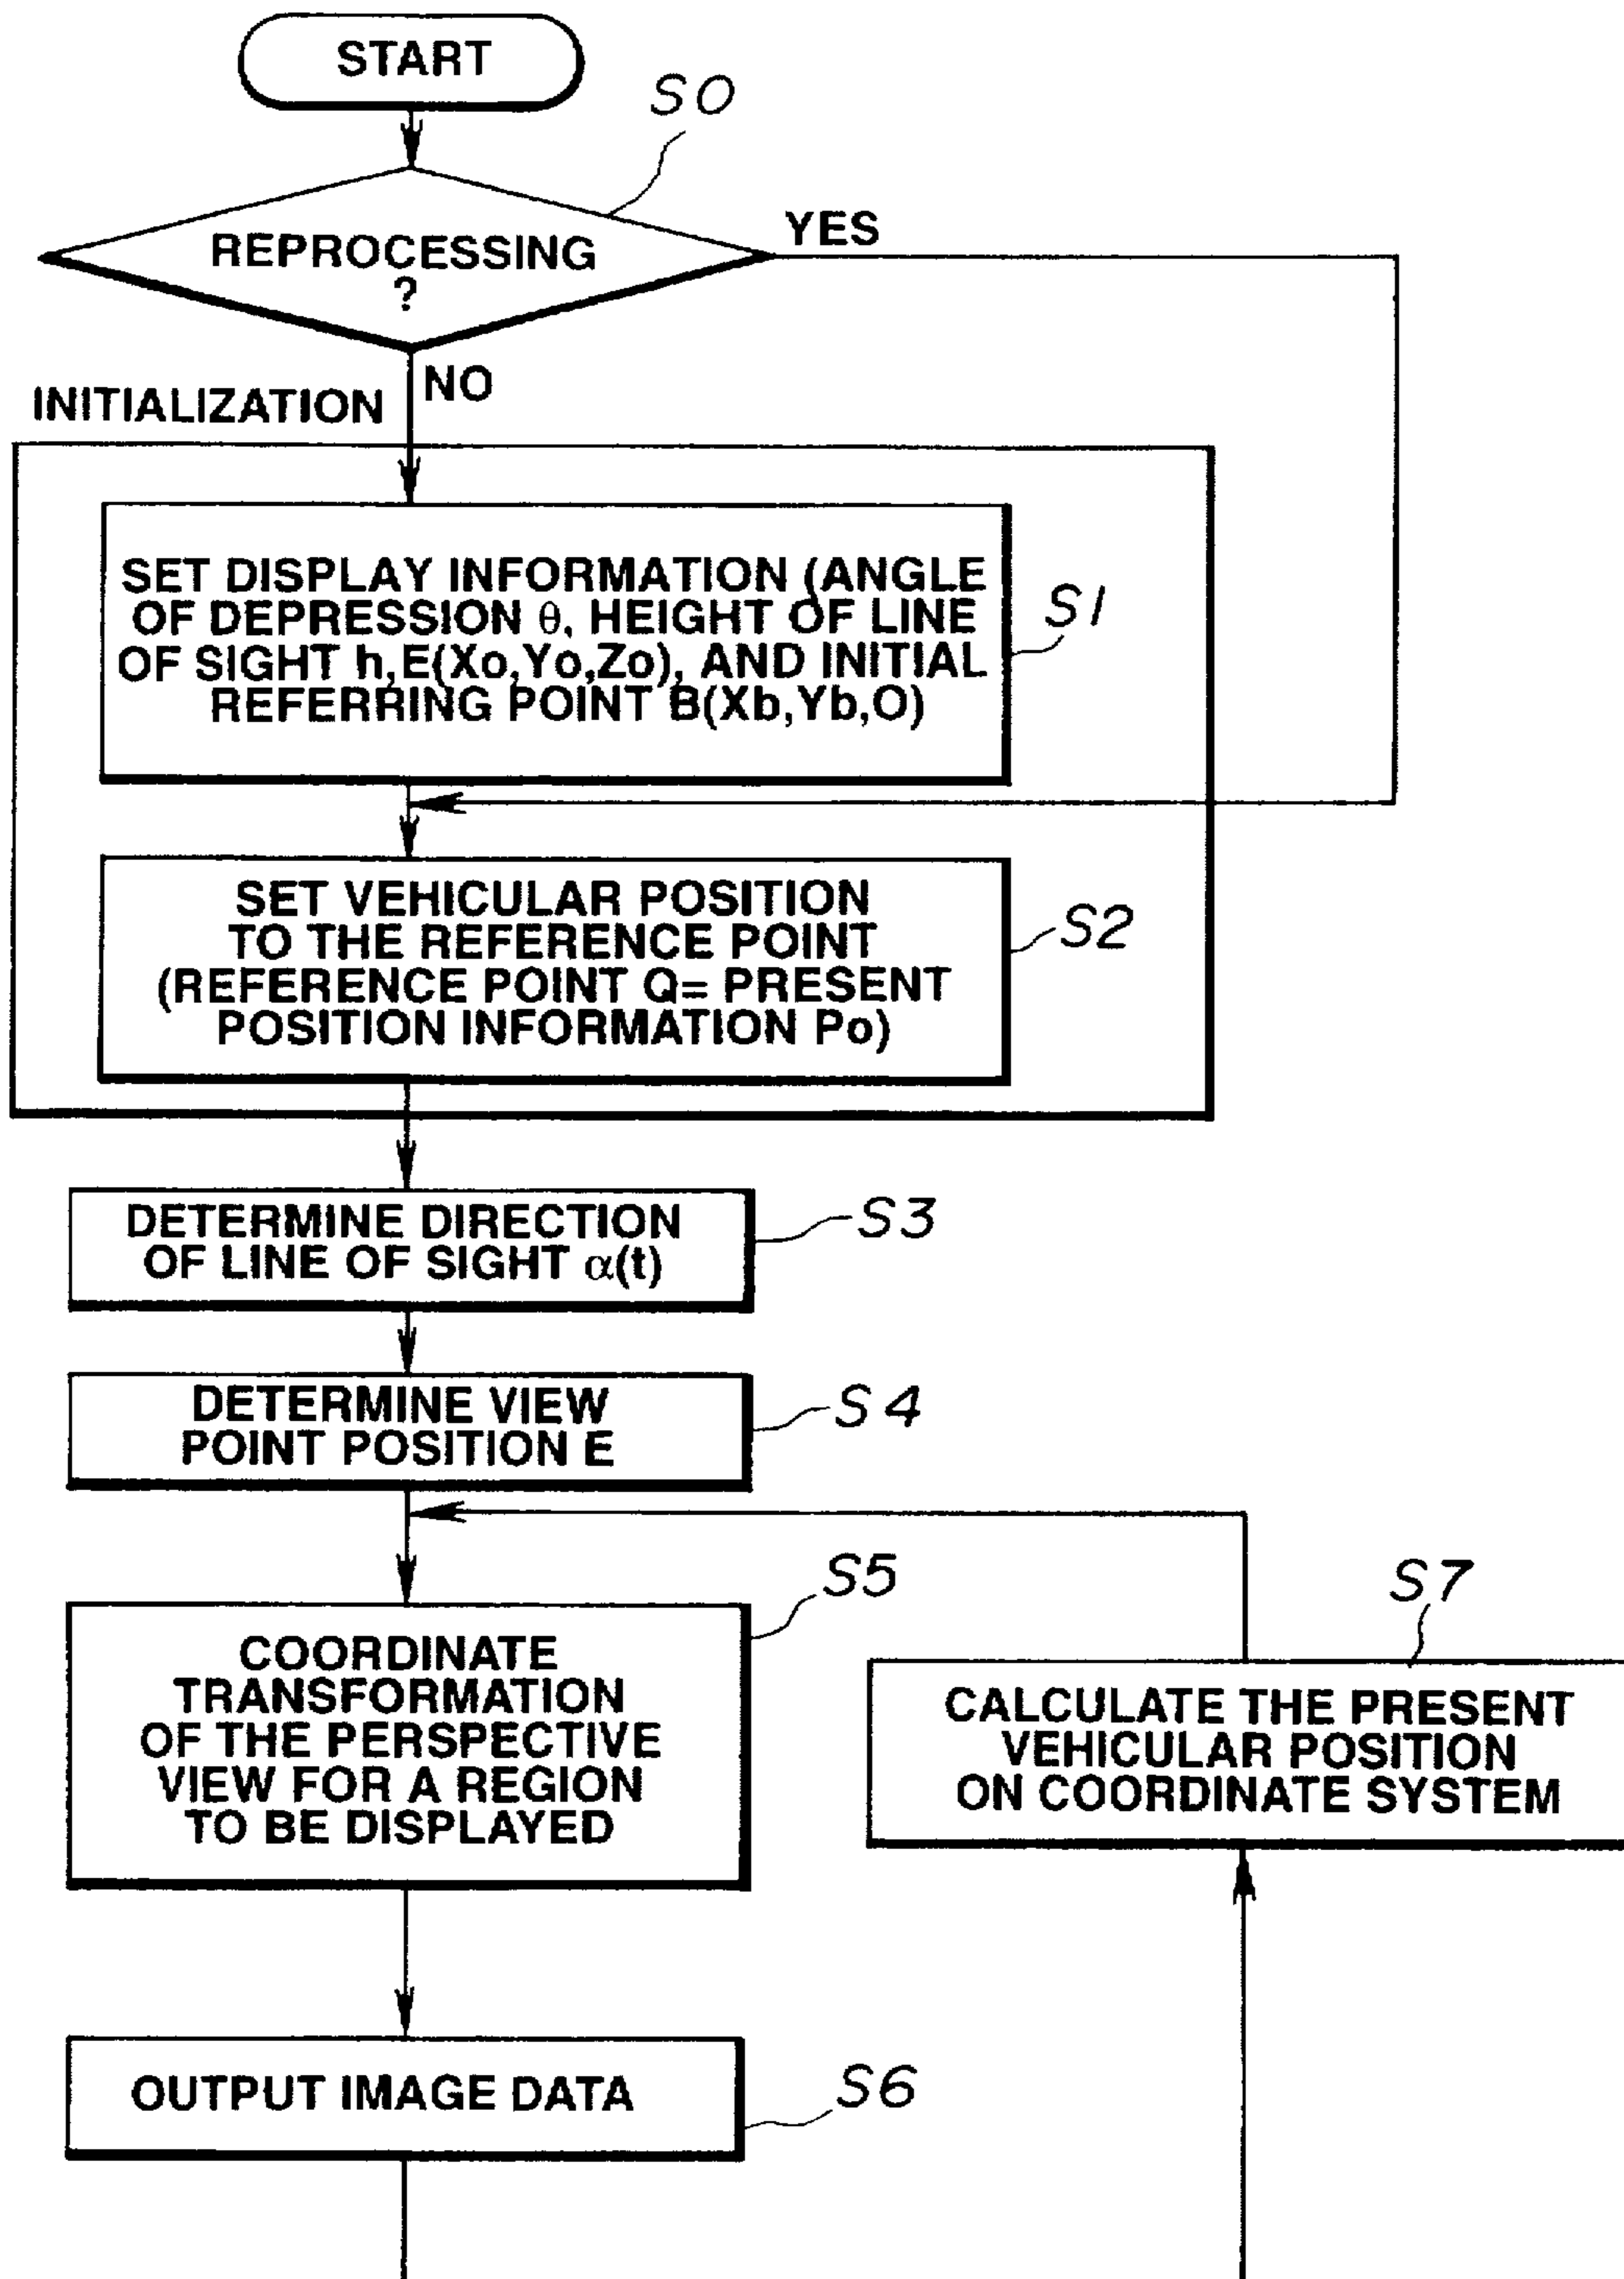 START
S0
REPROCESSING
?
YES
NO
INITIALIZATION
SET DISPLAY INFORMATION (ANGLE
OF DEPRESSION θ, HEIGHT OF LINE
OF SIGHT h,E(Xo,Yo,Zo), AND INITIAL
REFERRING POINT B(Xb,Yb,O)
S1
SET VEHICULAR POSITION
TO THE REFERENCE POINT
(REFERENCE POINT Q= PRESENT
POSITION INFORMATION Po)
S2
DETERMINE DIRECTION
OF LINE OF SIGHT α(t)
S3
DETERMINE VIEW
POINT POSITION E
S4
COORDINATE
TRANSFORMATION
OF THE PERSPECTIVE
VIEW FOR A REGION
TO BE DISPLAYED
S5
S7
CALCULATE THE PRESENT
VEHICULAR POSITION
ON COORDINATE SYSTEM
OUTPUT IMAGE DATA
S6